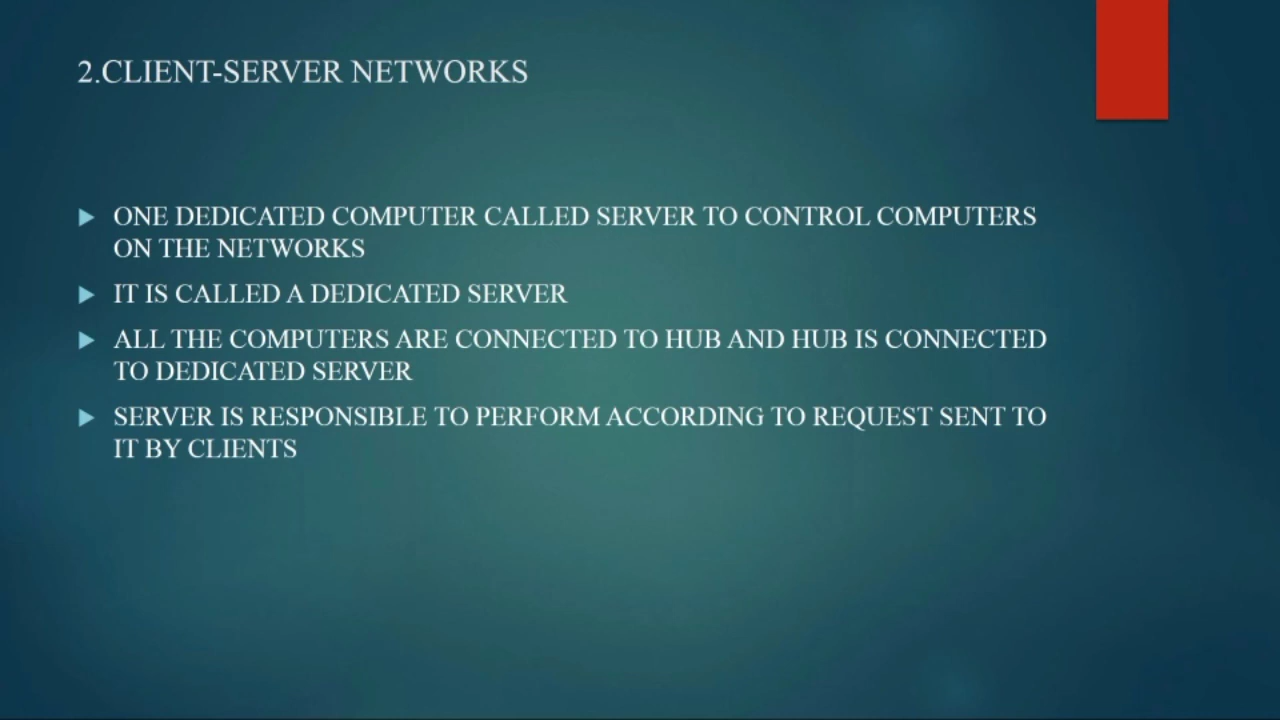 2.CLIENT-SERVER NETWORKS
ONE DEDICATED COMPUTER CALLED SERVER TO CONTROL COMPUTERS
ON THE NETWORKS
IT IS CALLED A DEDICATED SERVER
ALL THE COMPUTERS ARE CONNECTED TO HUB AND HUB IS CONNECTED
TO DEDICATED SERVER
SERVER IS RESPONSIBLE TO PERFORM ACCORDING TO REQUEST SENT TO
IT BY CLIENTS